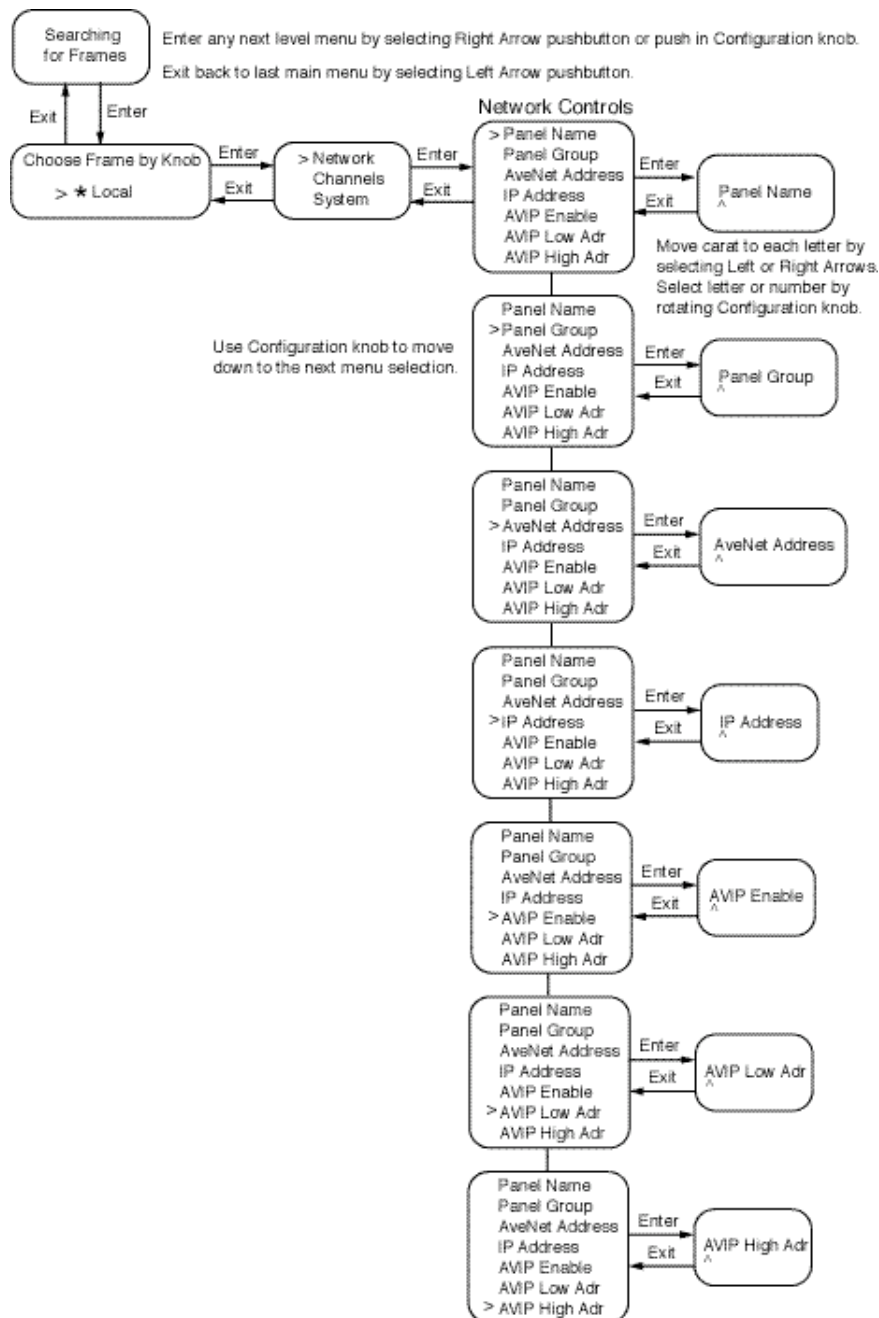 Searching
for Frames
Enter any next level menu by selecting Right Arrow pushbutton or push in Configuration knob.
Exit back to last main menu by selecting Left Arrow pushbutton.
Exit
Enter
Choose Frame by Knob
> * Local
Enter
Exit
> Network
Channels
System
Enter
Exit
Network Controls
> Panel Name
Panel Group
AveNet Address
IP Address
AVIP Enable
AVIP Low Adr
AVIP High Adr
Enter
Exit
Panel Name
^
Move carat to each letter by
selecting Left or Right Arrows.
Select letter or number by
rotating Configuration knob.
Use Configuration knob to move
down to the next menu selection.
Panel Name
>Panel Group
AveNet Address
IP Address
AVIP Enable
AVIP Low Adr
AVIP High Adr
Enter
Exit
Panel Group
^
Panel Name
Panel Group
>AveNet Address
IP Address
AVIP Enable
AVIP Low Adr
AVIP High Adr
Enter
Exit
AveNet Address
^
Panel Name
Panel Group
AveNet Address
>IP Address
AVIP Enable
AVIP Low Adr
AVIP High Adr
Enter
Exit
IP Address
^
Panel Name
Panel Group
AveNet Address
IP Address
>AVIP Enable
AVIP Low Adr
AVIP High Adr
Enter
Exit
AVIP Enable
^
Panel Name
Panel Group
AveNet Address
IP Address
AVIP Enable
>AVIP Low Adr
AVIP High Adr
Enter
Exit
AVIP Low Adr
^
Panel Name
Panel Group
AveNet Address
IP Address
AVIP Enable
AVIP Low Adr
> AVIP High Adr
Enter
Exit
AVIP High Adr
^